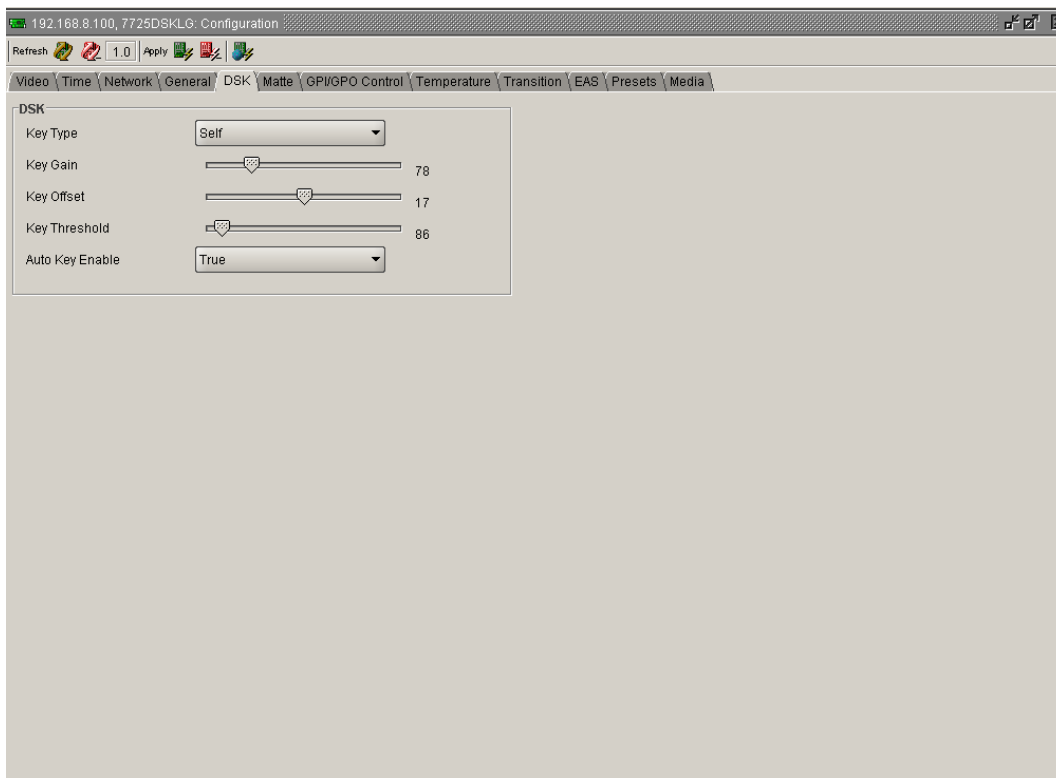 192.168.8.100, 7725DSKLG: Configuration
Refresh 1.0 Apply
Video Time Network General DSK Matte GPI/GPO Control Temperature Transition EAS Presets Media
DSK
Key Type Self
Key Gain 78
Key Offset 17
Key Threshold 86
Auto Key Enable True